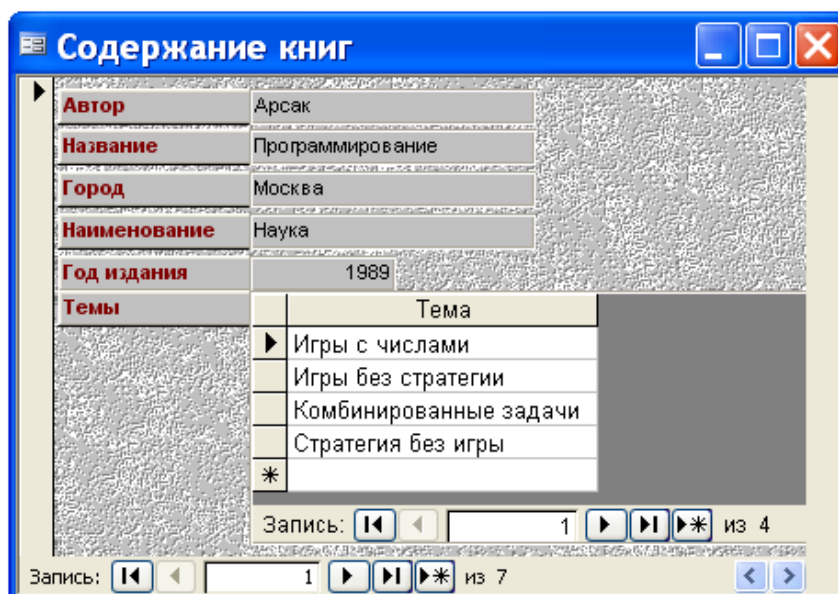 Содержание книг
Автор Арсак
Название Программирование
Город Москва
Наименование Наука
Год издания 1989
Темы Тема
Игры с числами
Игры без стратегии
Комбинированные задачи
Стратегия без игры
Запись: 1 из 4
Запись: 1 из 7